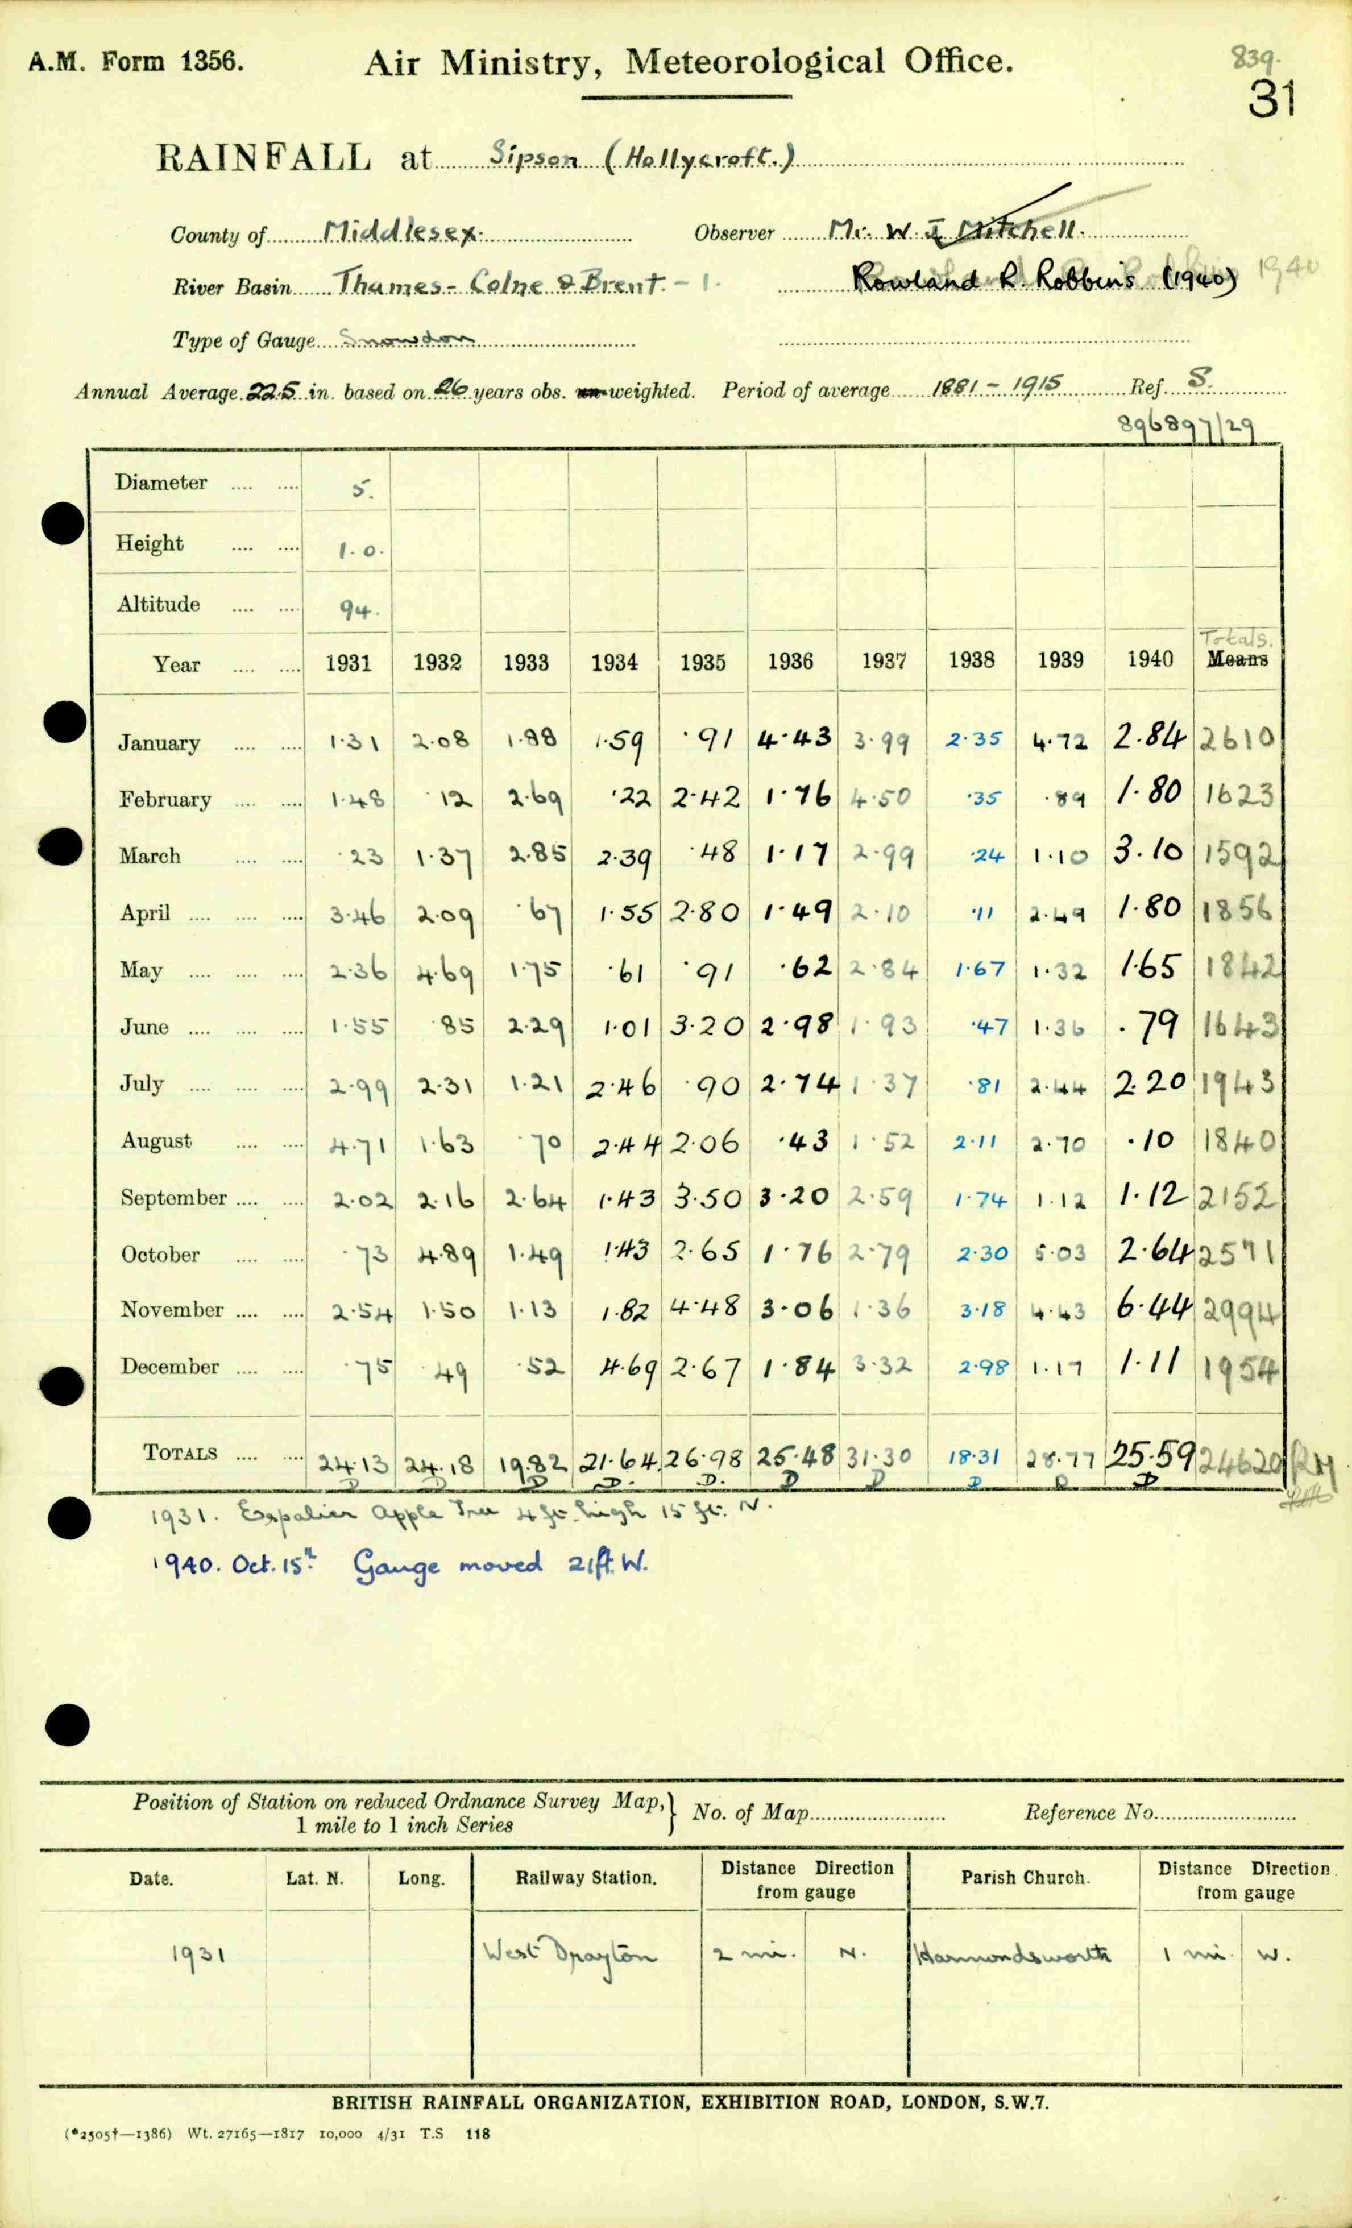 A.M. Form 1356. Air Ministry, Meteorological Office. 839.
31
RAINFALL at Sipson (Hollycroft.)
County of Middlesex. Observer Mr. W. J. Mitchell.
River Basin Thames - Colne & Brent. - 1. Rowland R. Robbins (1940) 1940
Type of Gauge Snowdon
Annual Average 22.5 in. based on 26 years obs. un-weighted. Period of average 1881 - 1915 Ref. S.
896897/29
Diameter .... .... 5.
Height .... .... 1.0.
Altitude .... .... 94.
Totals.
Year .... .... 1931 1932 1933 1934 1935 1936 1937 1938 1939 1940 Means
January .... .... 1.31 2.08 1.88 1.59 .91 4.43 3.99 2.35 4.72 2.84 2610
February .... .... 1.48 .12 2.69 .22 2.42 1.76 4.50 .35 .89 1.80 1623
March .... .... .23 1.37 2.85 2.39 .48 1.17 2.99 .24 1.10 3.10 1592
April .... .... .... 3.46 2.09 .67 1.55 2.80 1.49 2.10 .11 2.49 1.80 1856
May .... .... .... 2.36 4.69 1.75 .61 .91 .62 2.84 1.67 1.32 1.65 1842
June .... .... .... 1.55 .85 2.29 1.01 3.20 2.98 1.93 .47 1.36 .79 1643
July .... .... .... 2.99 2.31 1.21 2.46 .90 2.74 1.37 .81 2.44 2.20 1943
August .... .... 4.71 1.63 .70 2.44 2.06 .43 1.52 2.11 2.70 .10 1840
September .... .... 2.02 2.16 2.64 1.43 3.50 3.20 2.59 1.74 1.12 1.12 2152
October .... .... .73 4.89 1.49 1.43 2.65 1.76 2.79 2.30 5.03 2.64 2571
November .... .... 2.54 1.50 1.13 1.82 4.48 3.06 1.36 3.18 4.43 6.44 2994
December .... .... .75 .49 .52 4.69 2.67 1.84 3.32 2.98 1.17 1.11 1954
TOTALS .... .... 24.13 24.18 19.82 21.64 26.98 25.48 31.30 18.31 28.77 25.59 24620 RH
D D D D. D. D D D D D
1931. Espalier Apple Tree 4 ft. high 15 ft. N.
1940. Oct. 15th Gauge moved 21ft. W.
Position of Station on reduced Ordnance Survey Map, 1 mile to 1 inch Series } No. of Map Reference No.
Date. Lat. N. Long. Railway Station. Distance Direction from gauge Parish Church. Distance Direction from gauge
1931 West Drayton 2 mi. N. Harmondsworth 1 mi. W.
BRITISH RAINFALL ORGANIZATION, EXHIBITION ROAD, LONDON, S.W.7.
(*2505†—1386) Wt. 27165—1817 10,000 4/31 T.S 118